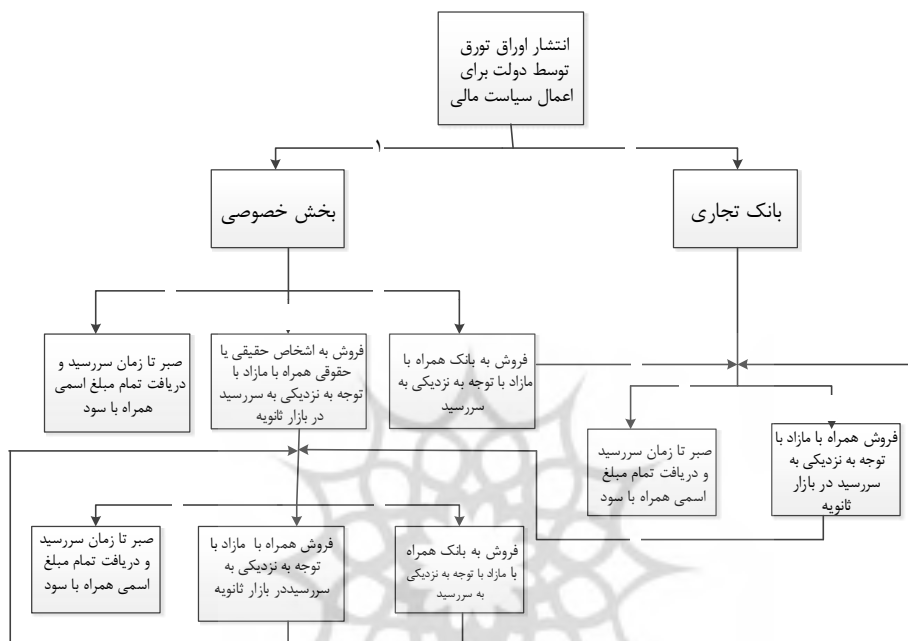 انتشار اوراق تورق
توسط دولت برای
اعمال سیاست مالی
۱
بانک تجاری
بخش خصوصی
فروش به بانک همراه با
مازاد با توجه به نزدیکی به
سررسید
فروش به اشخاص حقیقی یا
حقوقی همراه با مازاد با
توجه به نزدیکی به سررسید
در بازار ثانویه
صبر تا زمان سررسید و
دریافت تمام مبلغ اسمی
همراه با سود
فروش همراه با مازاد با
توجه به نزدیکی به
سررسید در بازار
ثانویه
صبر تا زمان سررسید
و دریافت تمام مبلغ
اسمی همراه با سود
فروش به بانک همراه
با مازاد با توجه به نزدیکی
به سررسید
فروش همراه با مازاد با
توجه به نزدیکی به
سررسیددر بازار ثانویه
صبر تا زمان سررسید
و دریافت تمام مبلغ
اسمی همراه با سود